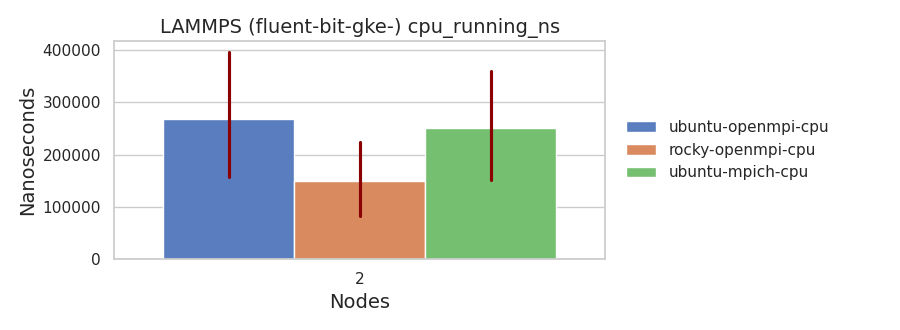 LAMMPS (fluent-bit-gke-) cpu_running_ns
Nanoseconds
400000
300000
200000
100000
0
2
Nodes
ubuntu-openmpi-cpu
rocky-openmpi-cpu
ubuntu-mpich-cpu